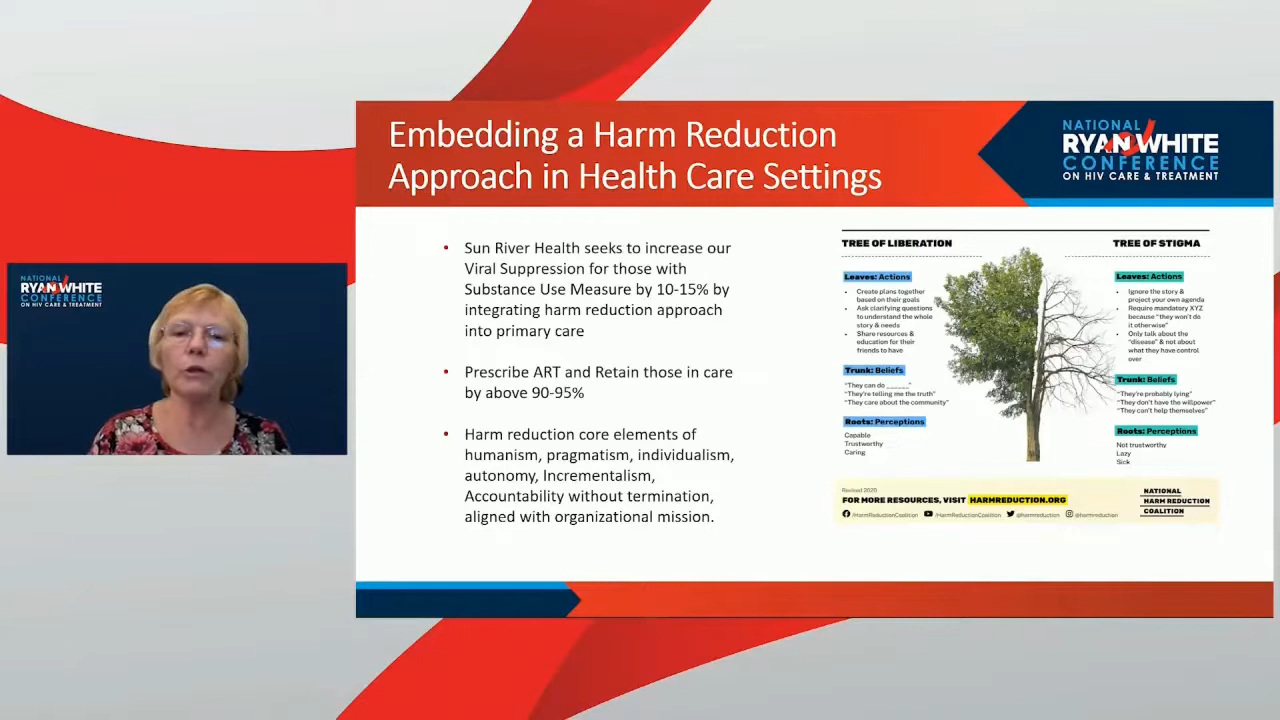 Embedding a Harm Reduction
Approach in Health Care Settings
NATIONAL
RYAN WHITE
CONFERENCE
ON HIV CARE & TREATMENT
NATIONAL
RYAN WHITE
CONFERENCE
ON HIV CARE & TREATMENT
• Sun River Health seeks to increase our
Viral Suppression for those with
Substance Use Measure by 10-15% by
integrating harm reduction approach
into primary care
• Prescribe ART and Retain those in care
by above 90-95%
• Harm reduction core elements of
humanism, pragmatism, individualism,
autonomy, Incrementalism,
Accountability without termination,
aligned with organizational mission.
TREE OF LIBERATION
Leaves: Actions
• Create plans together
based on their goals
• Ask clarifying questions
to understand the whole
story & needs
• Share resources &
education for their
friends to have
Trunk: Beliefs
"They can do ______"
"They're telling me the truth"
"They care about the community"
Roots: Perceptions
Capable
Trustworthy
Caring
TREE OF STIGMA
Leaves: Actions
• Ignore the story &
project your own agenda
• Require mandatory XYZ
because "they won't do
it otherwise"
• Only talk about the
"disease" & not about
what they have control
over
Trunk: Beliefs
"They're probably lying"
"They don't have the willpower"
"They can't help themselves"
Roots: Perceptions
Not trustworthy
Lazy
Sick
Revised 2020
FOR MORE RESOURCES, VISIT HARMREDUCTION.ORG
/HarmReductionCoalition /HarmReductionCoalition @harmreduction @harmreduction
NATIONAL
HARM REDUCTION
COALITION